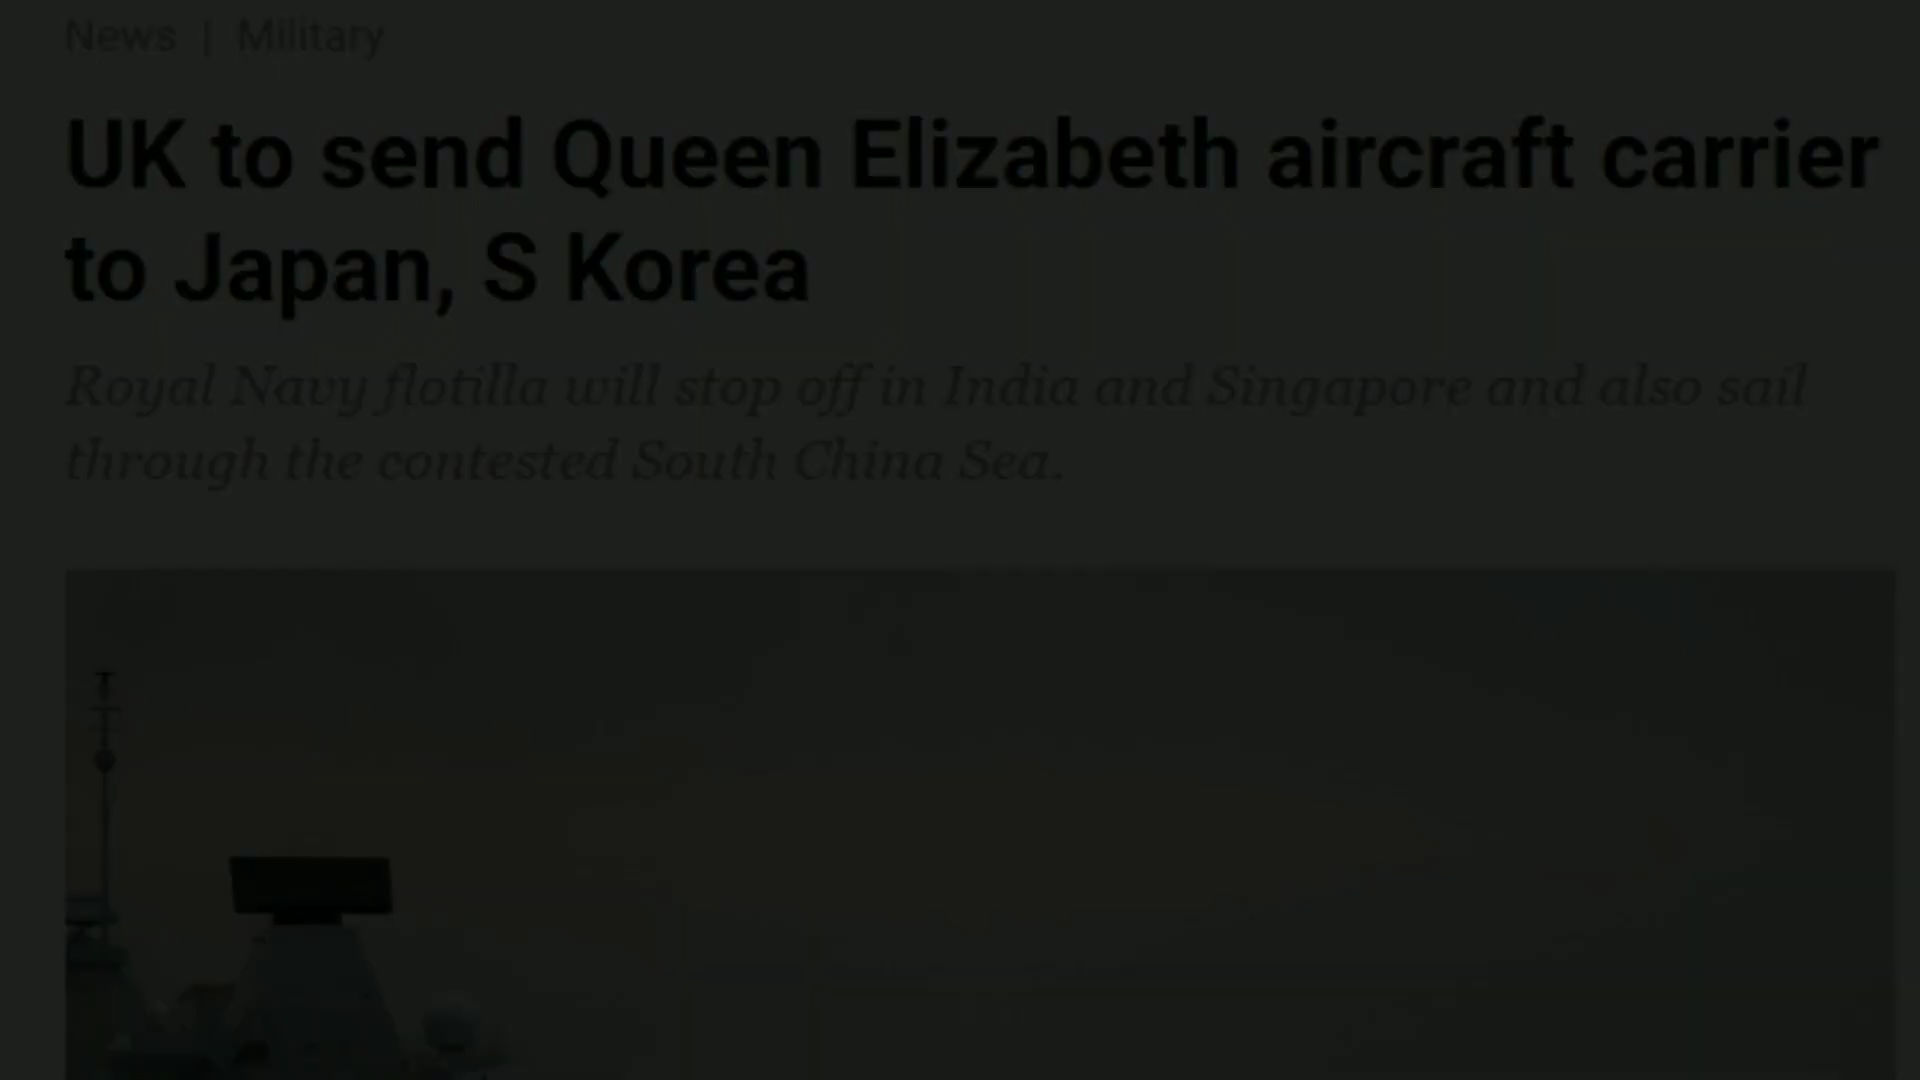 News | Military
UK to send Queen Elizabeth aircraft carrier
to Japan, S Korea
Royal Navy flotilla will stop off in India and Singapore and also sail
through the contested South China Sea.